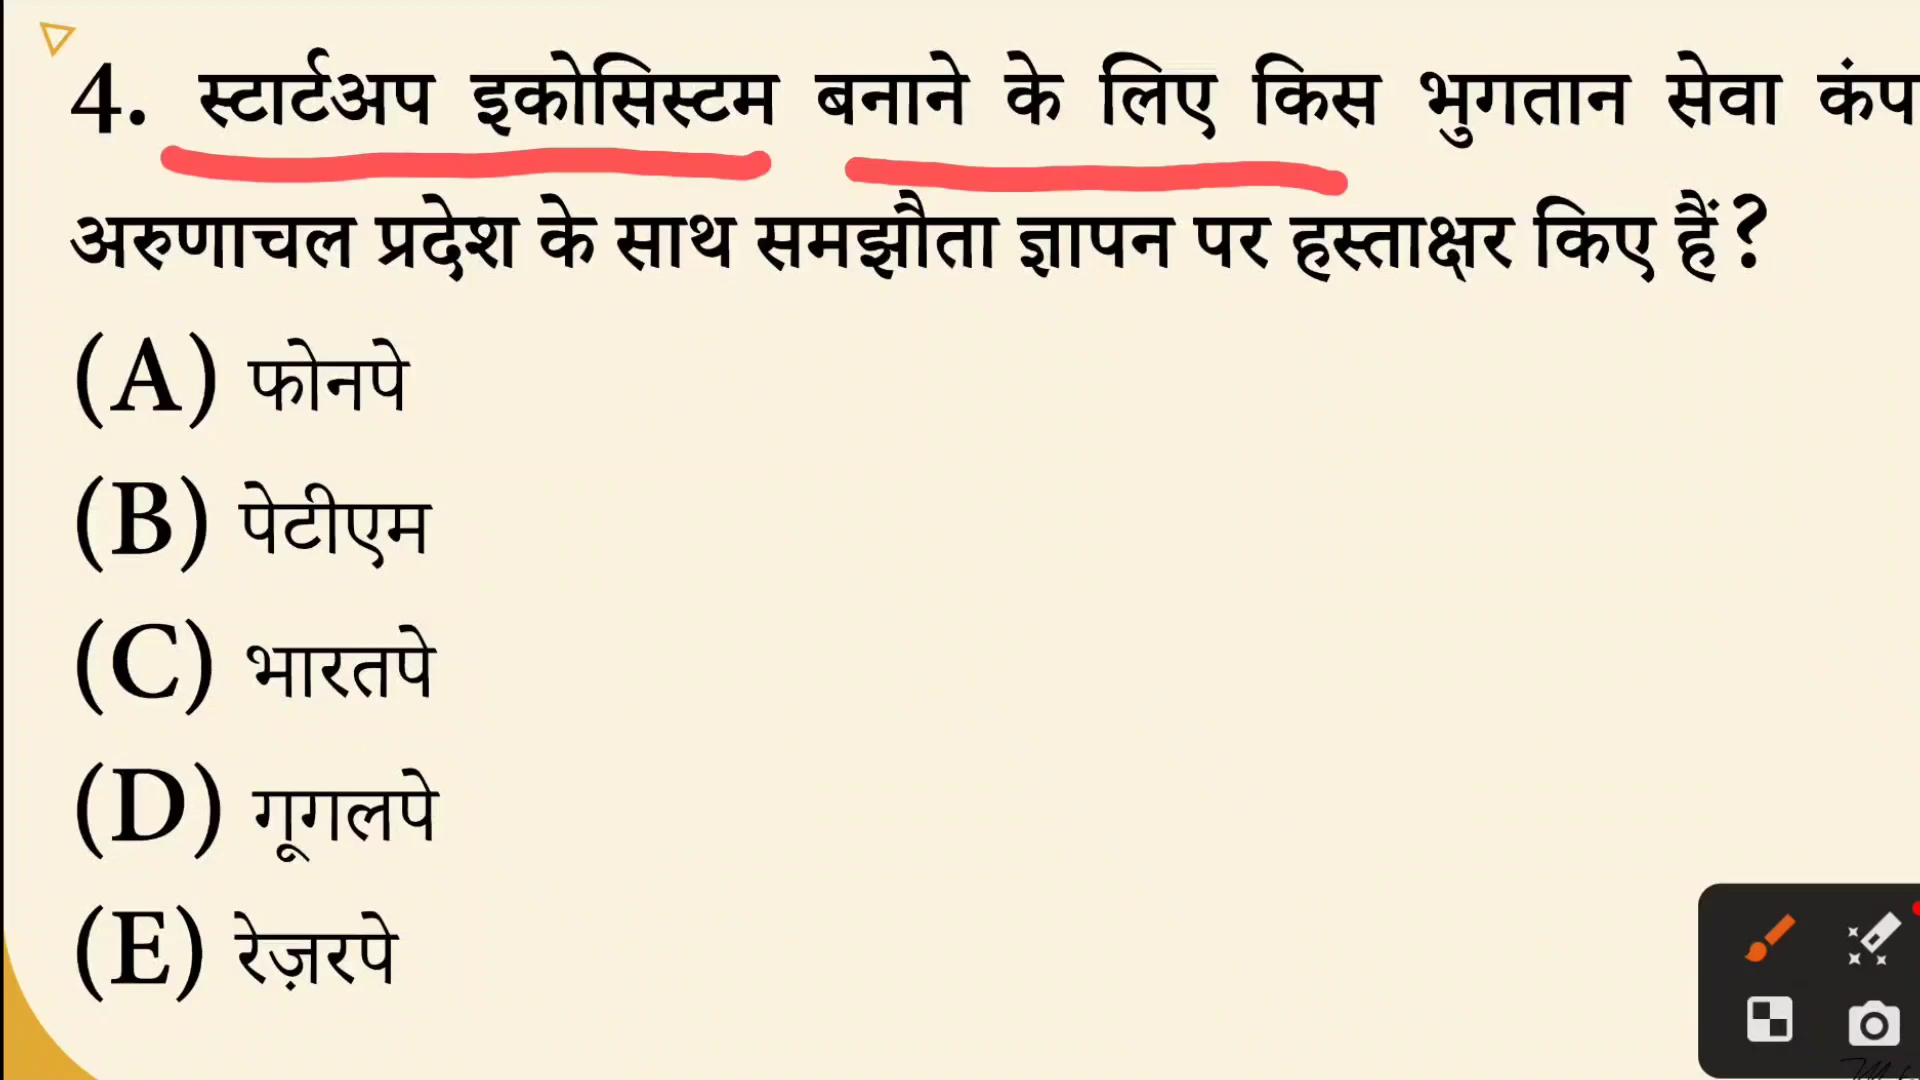 4. स्टार्टअप इकोसिस्टम बनाने के लिए किस भुगतान सेवा
अरुणाचल प्रदेश के साथ समझौता ज्ञापन पर हस्ताक्षर किए हैं?
(A) फोनपे
(B) पेटीएम
(C) भारतपे
(D) गूगलपे
(E) रेज़रपे